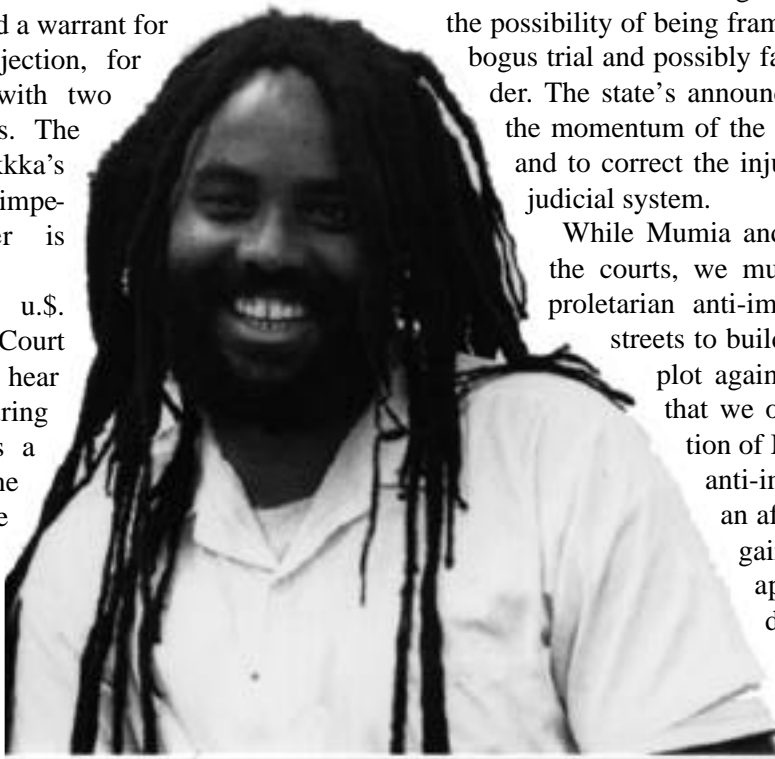 d a warrant for
jection, for
with two
s. The
kka's
impe-
er is
u.$.
Court
hear
ring
s a
ne
e
the possibility of being fram
bogus trial and possibly fa
der. The state's announc
the momentum of the
and to correct the inju
judicial system.
While Mumia and
the courts, we mu
proletarian anti-im
streets to build
plot again
that we o
tion of
anti-i
an af
gai
ap
d